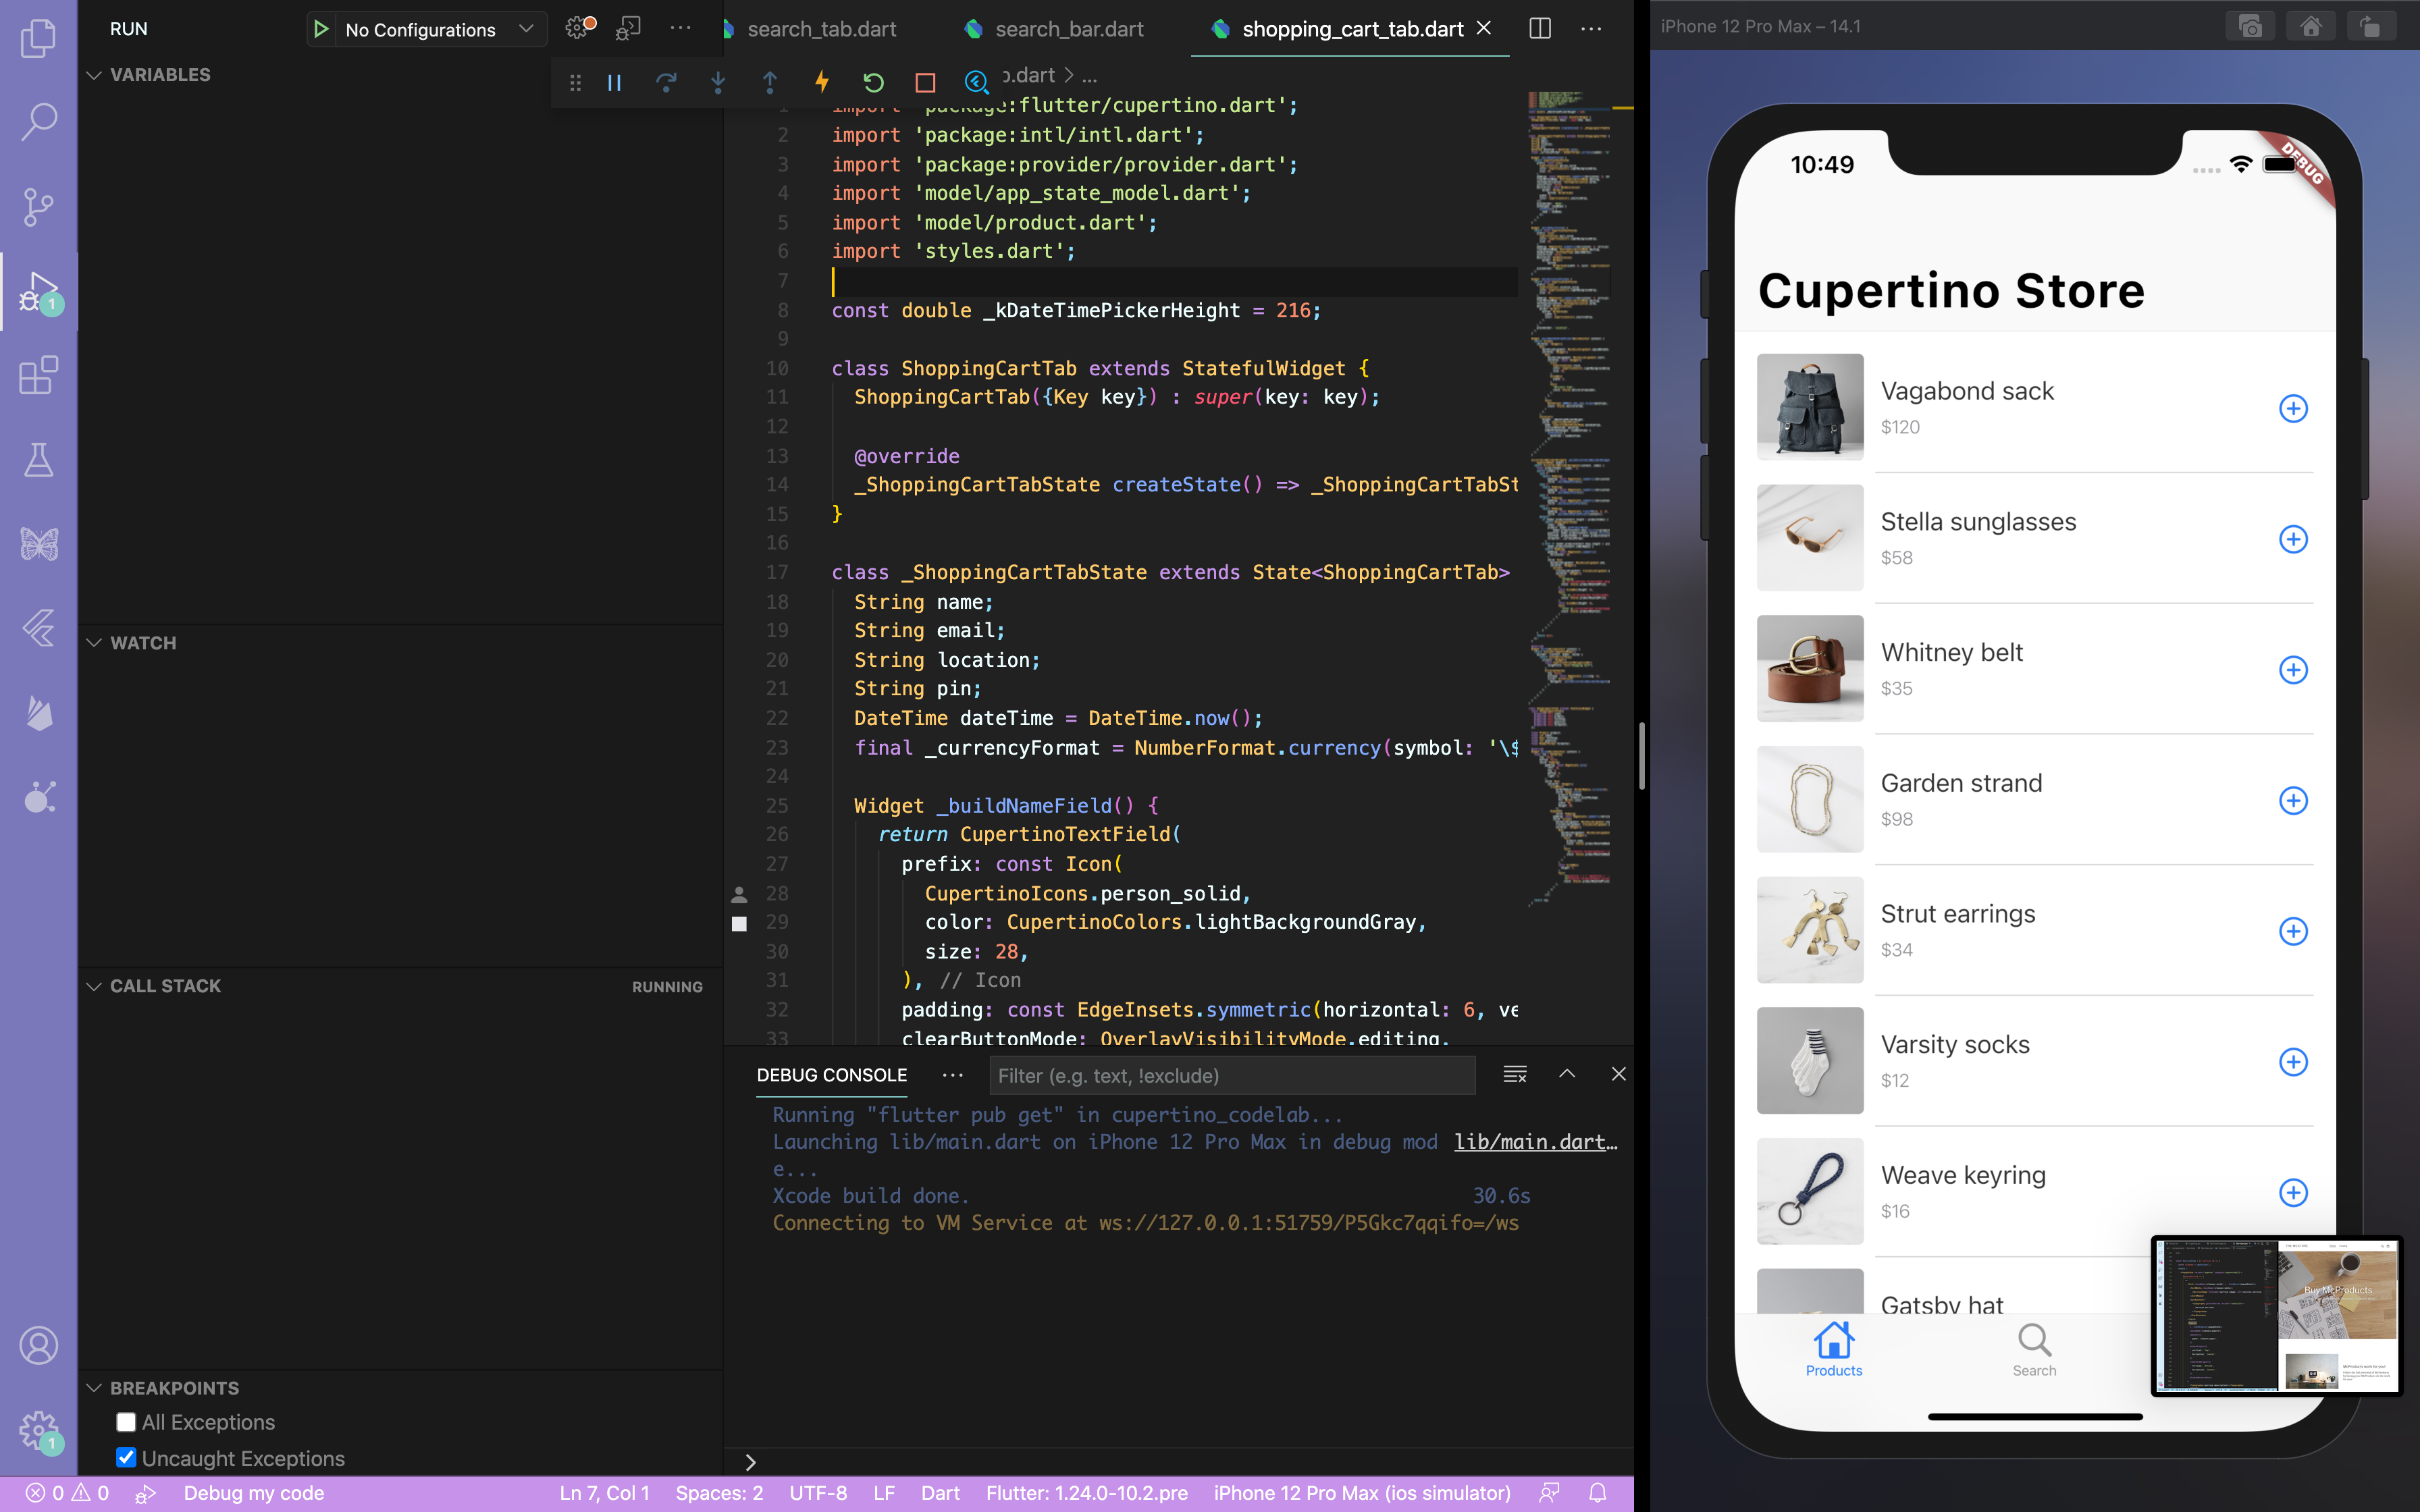 RUN
No Configurations
VARIABLES
WATCH
CALL STACK
RUNNING
BREAKPOINTS
All Exceptions
Uncaught Exceptions
1
1
search_tab.dart
search_bar.dart
shopping_cart_tab.dart
.dart > ...
1 import 'package:flutter/cupertino.dart';
2 import 'package:intl/intl.dart';
3 import 'package:provider/provider.dart';
4 import 'model/app_state_model.dart';
5 import 'model/product.dart';
6 import 'styles.dart';
7
8 const double _kDateTimePickerHeight = 216;
9
10 class ShoppingCartTab extends StatefulWidget {
11 ShoppingCartTab({Key key}) : super(key: key);
12
13 @override
14 _ShoppingCartTabState createState() => _ShoppingCartTabSt
15 }
16
17 class _ShoppingCartTabState extends State<ShoppingCartTab>
18 String name;
19 String email;
20 String location;
21 String pin;
22 DateTime dateTime = DateTime.now();
23 final _currencyFormat = NumberFormat.currency(symbol: '\$
24
25 Widget _buildNameField() {
26 return CupertinoTextField(
27 prefix: const Icon(
28 CupertinoIcons.person_solid,
29 color: CupertinoColors.lightBackgroundGray,
30 size: 28,
31 ), // Icon
32 padding: const EdgeInsets.symmetric(horizontal: 6, ve
33 clearButtonMode: OverlayVisibilityMode.editing,
DEBUG CONSOLE
Filter (e.g. text, !exclude)
Running "flutter pub get" in cupertino_codelab...
Launching lib/main.dart on iPhone 12 Pro Max in debug mod lib/main.dart…
e...
Xcode build done. 30.6s
Connecting to VM Service at ws://127.0.0.1:51759/P5Gkc7qqifo=/ws
0 0 Debug my code Ln 7, Col 1 Spaces: 2 UTF-8 LF Dart Flutter: 1.24.0-10.2.pre iPhone 12 Pro Max (ios simulator)
iPhone 12 Pro Max – 14.1
10:49
DEBUG
Cupertino Store
Vagabond sack
$120
Stella sunglasses
$58
Whitney belt
$35
Garden strand
$98
Strut earrings
$34
Varsity socks
$12
Weave keyring
$16
Gatsby hat
Products
Search
Buy McProducts